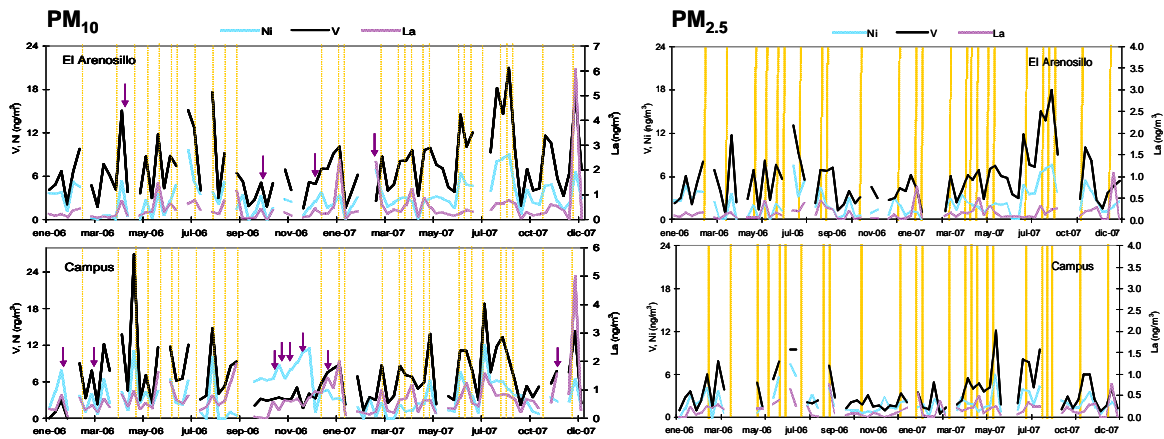 PM10
Ni V La
El Arenosillo
V, Ni (ng/m³)
24
18
12
6
0
7
6
5
4
3
2
1
0
La (ng/m³)
ene-06 mar-06 may-06 jul-06 sep-06 nov-06 ene-07 mar-07 may-07 jul-07 oct-07 dic-07
Campus
V, Ni (ng/m³)
24
18
12
6
0
6
5
4
3
2
1
0
La (ng/m³)
ene-06 mar-06 may-06 jul-06 sep-06 nov-06 ene-07 mar-07 may-07 jul-07 oct-07 dic-07
PM2.5
Ni V La
El Arenosillo
V, Ni (ng/m³)
24
18
12
6
0
4.0
3.5
3.0
2.5
2.0
1.5
1.0
0.5
0.0
La (ng/m³)
ene-06 mar-06 may-06 jul-06 sep-06 nov-06 ene-07 mar-07 may-07 jul-07 oct-07 dic-07
Campus
V, Ni (ng/m³)
24
18
12
6
0
4.0
3.5
3.0
2.5
2.0
1.5
1.0
0.5
0.0
La (ng/m³)
ene-06 mar-06 may-06 jul-06 sep-06 nov-06 ene-07 mar-07 may-07 jul-07 oct-07 dic-07